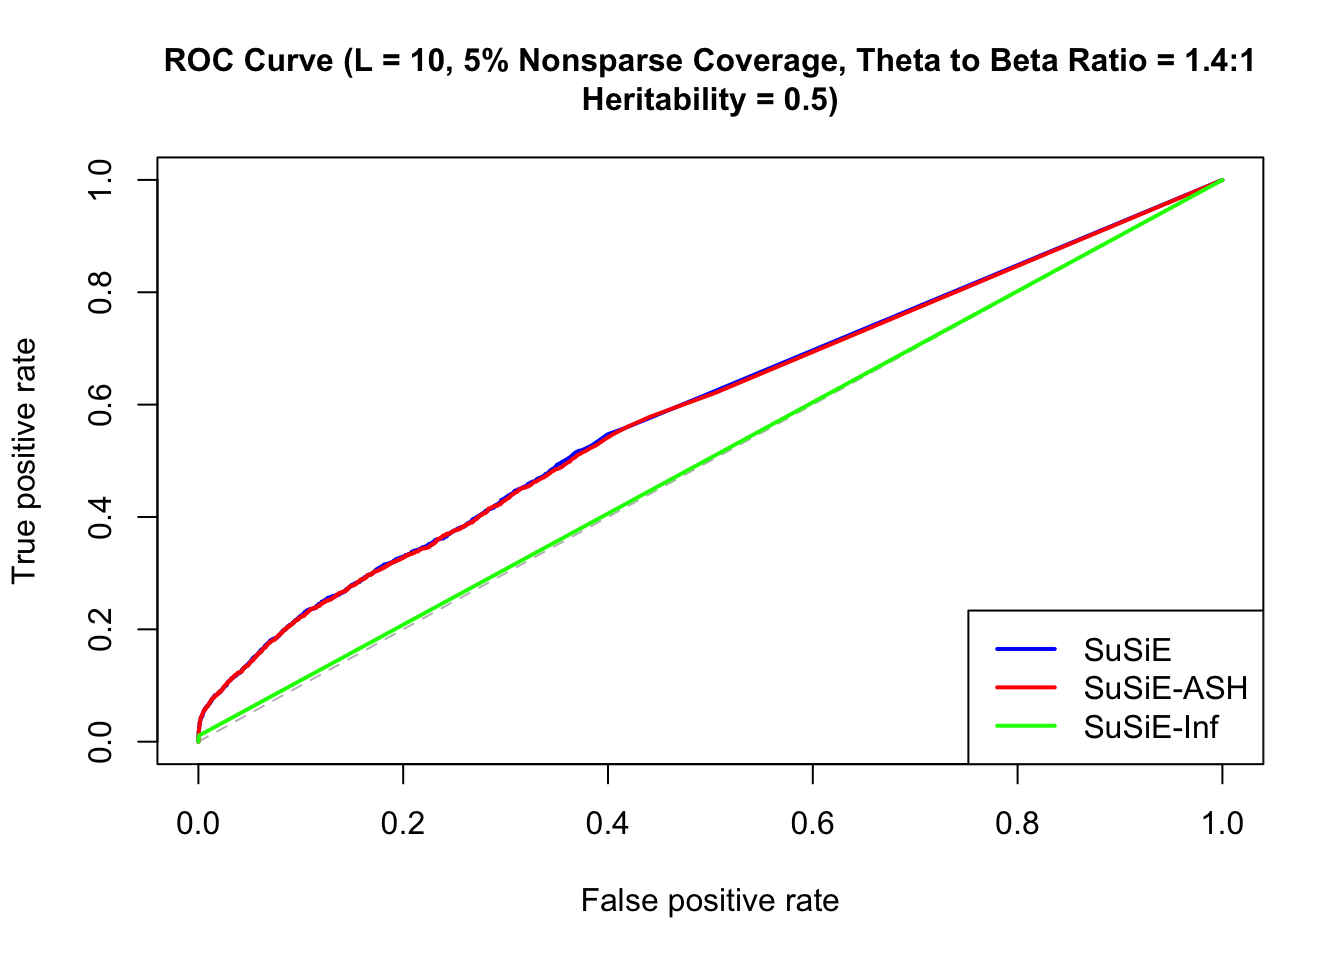 ROC Curve (L = 10, 5% Nonsparse Coverage, Theta to Beta Ratio = 1.4:1
Heritability = 0.5)
True positive rate
1.0
0.8
0.6
0.4
0.2
0.0
SuSiE
SuSiE-ASH
SuSiE-Inf
0.0 0.2 0.4 0.6 0.8 1.0
False positive rate